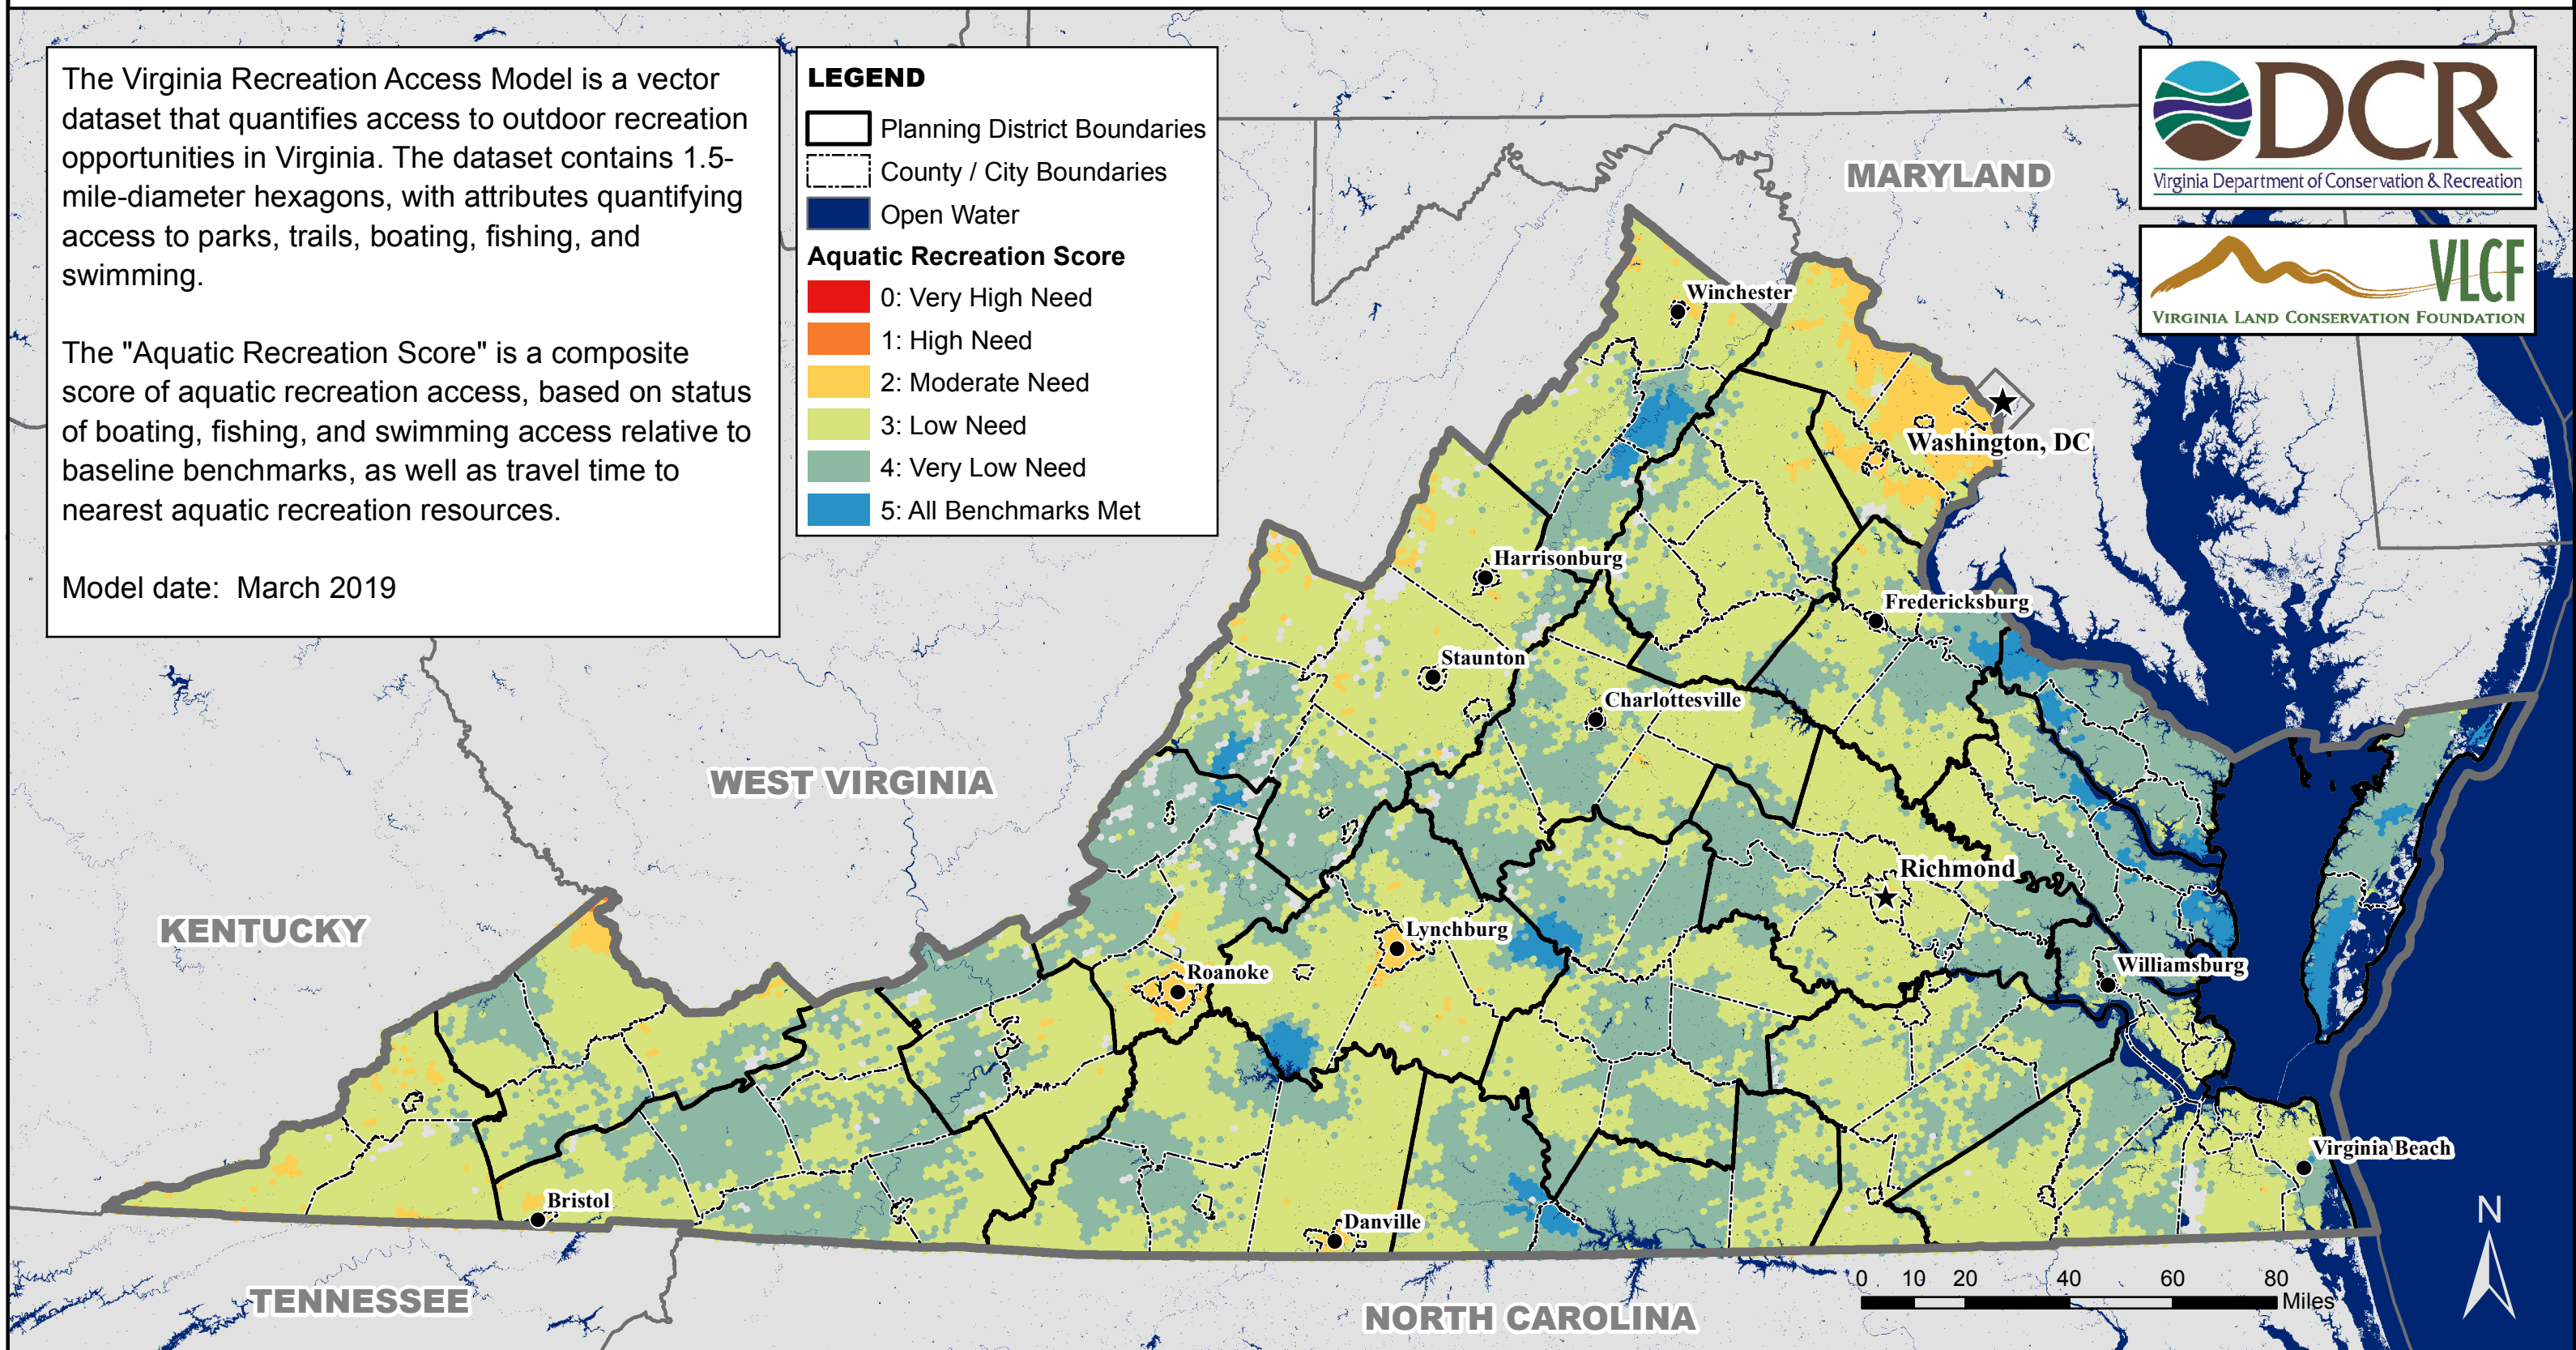 The Virginia Recreation Access Model is a vector
dataset that quantifies access to outdoor recreation
opportunities in Virginia. The dataset contains 1.5-
mile-diameter hexagons, with attributes quantifying
access to parks, trails, boating, fishing, and
swimming.
The "Aquatic Recreation Score" is a composite
score of aquatic recreation access, based on status
of boating, fishing, and swimming access relative to
baseline benchmarks, as well as travel time to
nearest aquatic recreation resources.
Model date: March 2019
LEGEND
Planning District Boundaries
County / City Boundaries
Open Water
Aquatic Recreation Score
0: Very High Need
1: High Need
2: Moderate Need
3: Low Need
4: Very Low Need
5: All Benchmarks Met
DCR
Virginia Department of Conservation & Recreation
VLCF
VIRGINIA LAND CONSERVATION FOUNDATION
MARYLAND
Winchester
Washington, DC
Harrisonburg
Fredericksburg
Staunton
Charlottesville
WEST VIRGINIA
Richmond
KENTUCKY
Lynchburg
Roanoke
Williamsburg
Virginia Beach
Bristol
Danville
N
TENNESSEE
NORTH CAROLINA
0 10 20 40 60 80
Miles